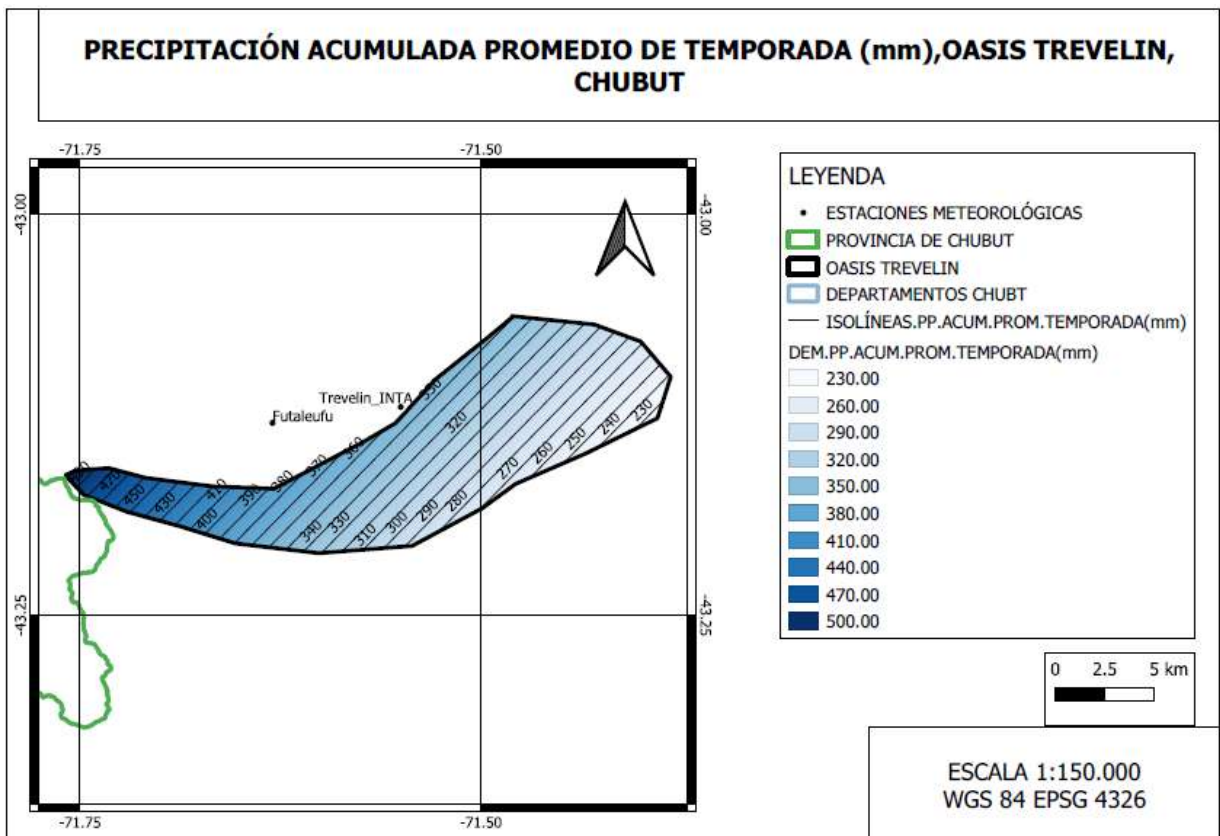 PRECIPITACIÓN ACUMULADA PROMEDIO DE TEMPORADA (mm),OASIS TREVELIN,
CHUBUT
-71.75
-71.50
-43.00
-43.00
LEYENDA
ESTACIONES METEOROLÓGICAS
PROVINCIA DE CHUBUT
OASIS TREVELIN
DEPARTAMENTOS CHUBT
ISOLÍNEAS.PP.ACUM.PROM.TEMPORADA(mm)
DEM.PP.ACUM.PROM.TEMPORADA(mm)
230.00
260.00
290.00
320.00
350.00
380.00
410.00
440.00
470.00
500.00
Trevelin_INTA
Futaleufu
350
320
230
240
250
260
270
280
290
300
310
330
340
360
370
380
390
400
410
430
450
470
-43.25
-43.25
-71.75
-71.50
0 2.5 5 km
ESCALA 1:150.000
WGS 84 EPSG 4326